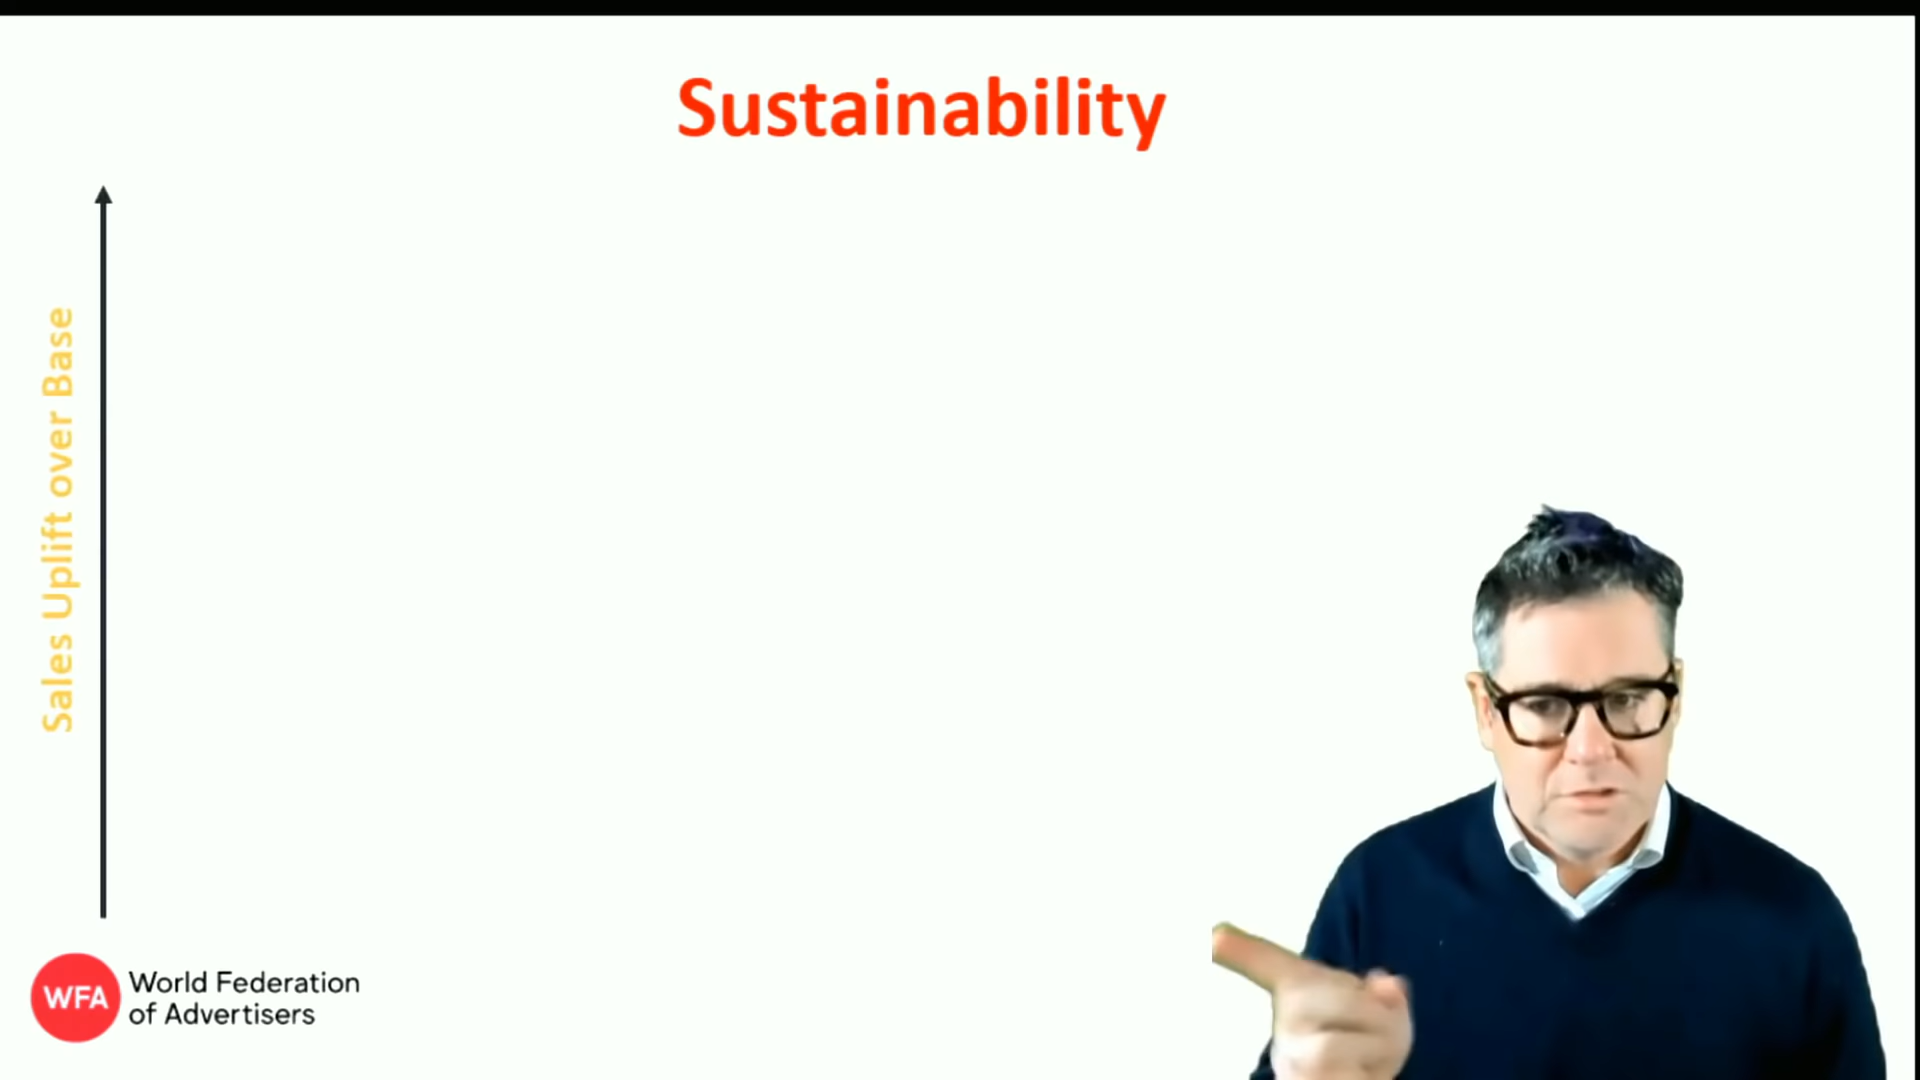 Sustainability
Sales Uplift over Base
WFA
World Federation
of Advertisers